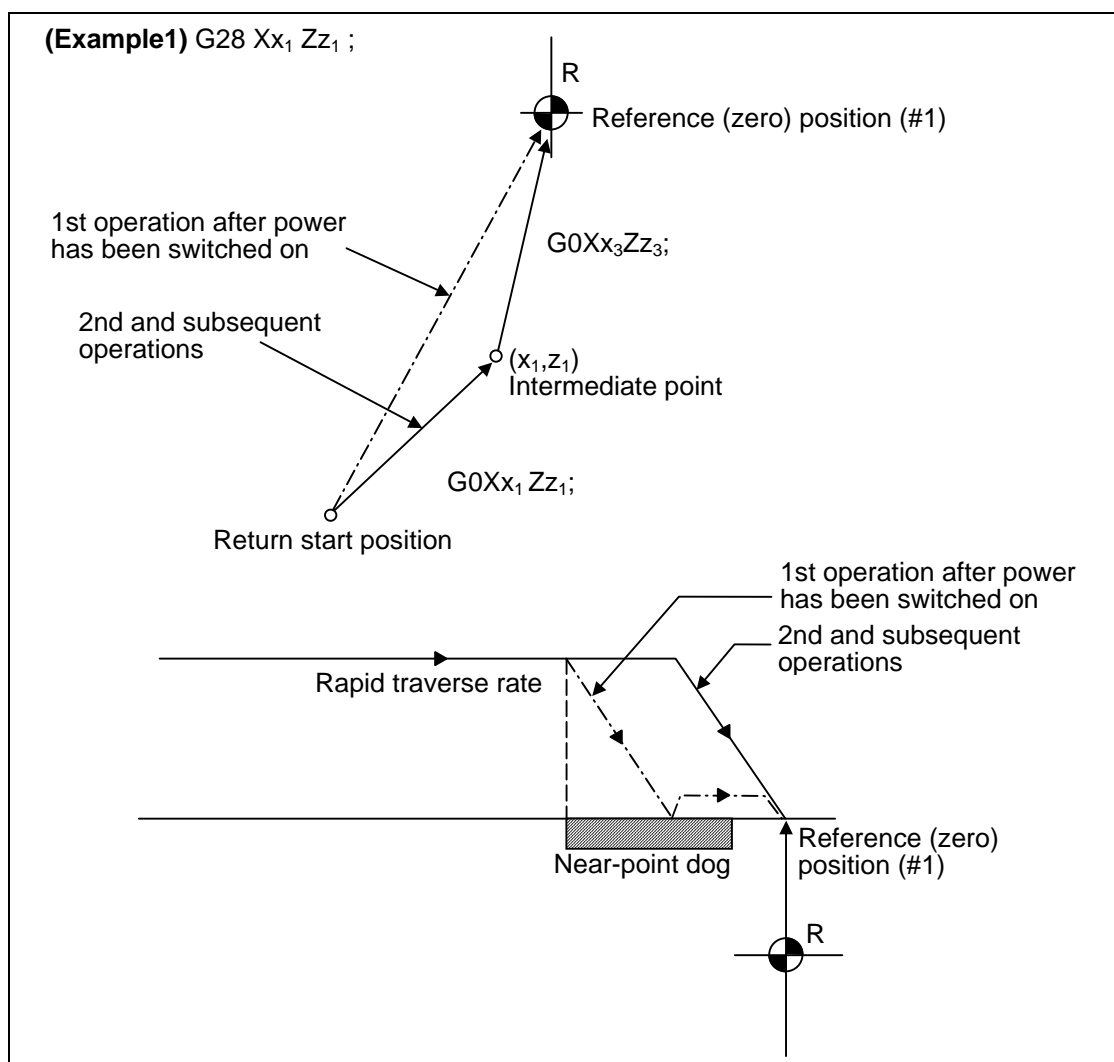 (Example1) G28 Xx₁ Zz₁ ;
R
Reference (zero) position (#1)
1st operation after power
has been switched on
G0Xx₃Zz₃;
2nd and subsequent
operations
(x₁,z₁)
Intermediate point
G0Xx₁ Zz₁;
Return start position
1st operation after power
has been switched on
2nd and subsequent
operations
Rapid traverse rate
Reference (zero)
position (#1)
Near-point dog
R